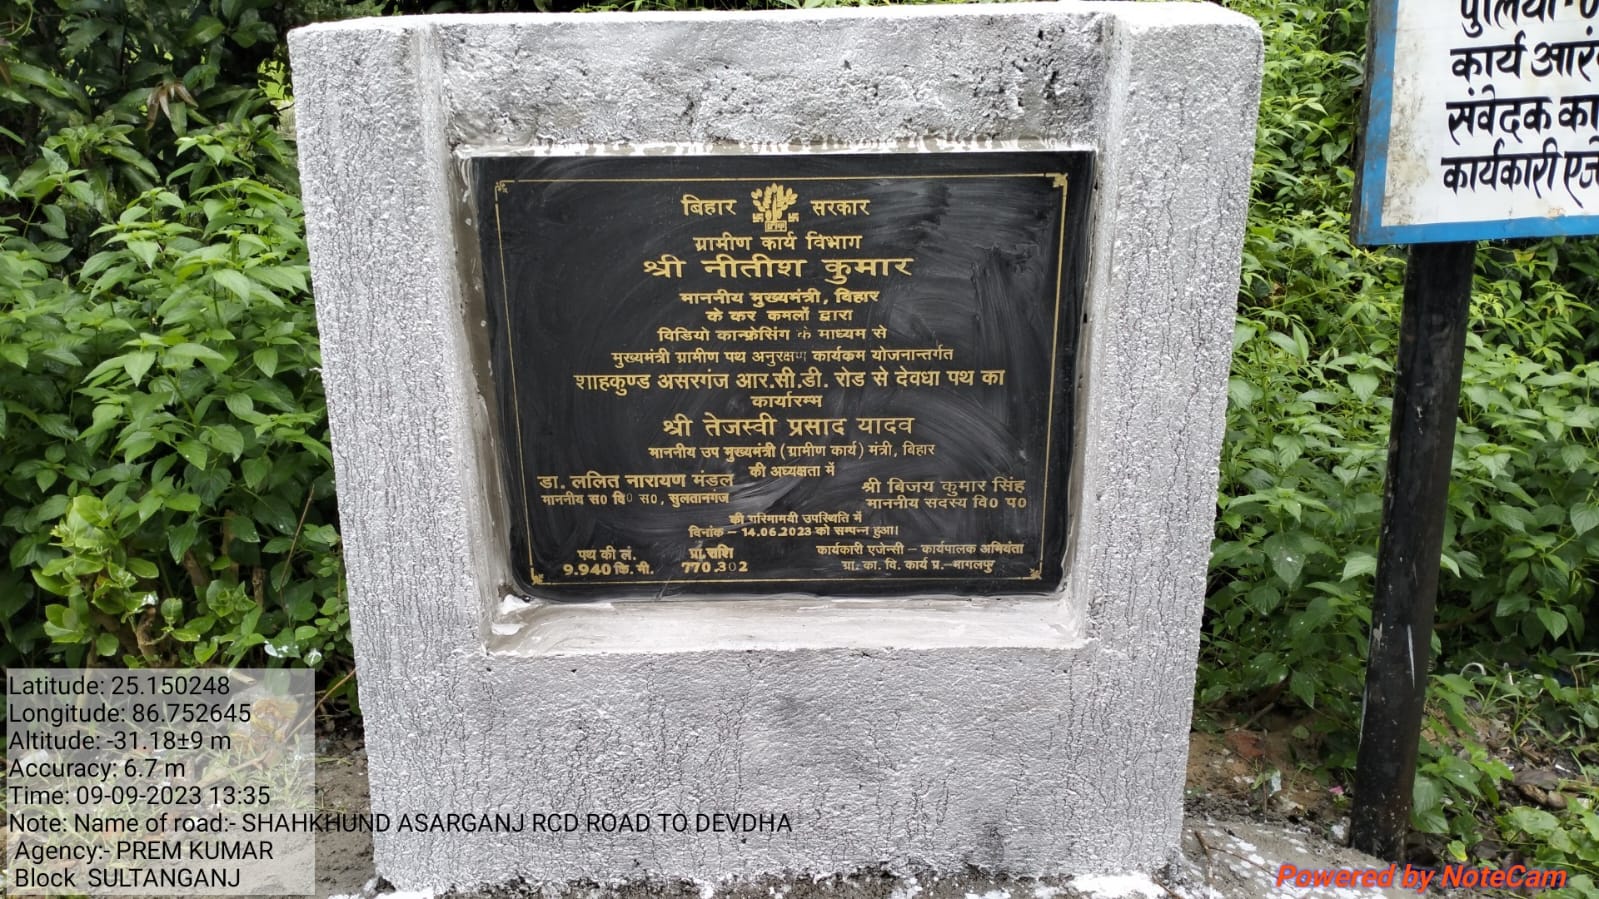 बिहार सरकार
ग्रामीण कार्य विभाग
श्री नीतीश कुमार
माननीय मुख्यमंत्री, बिहार
के कर कमलों द्वारा
विडियो कान्फ्रेसिंग के माध्यम से
मुख्यमंत्री ग्रामीण पथ अनुरक्षण कार्यक्रम योजनान्तर्गत
शाहकुण्ड असरगंज आर.सी.डी. रोड से देवधा पथ का
कार्यारम्भ
श्री तेजस्वी प्रसाद यादव
माननीय उप मुख्यमंत्री (ग्रामीण कार्य) मंत्री, बिहार
की अध्यक्षता में
डा. ललित नारायण मंडल
माननीय स० वि० स०, सुलतानगंज
श्री बिजय कुमार सिंह
माननीय सदस्य वि० प०
की गरिमामयी उपस्थिति में
दिनांक – 14.06.2023 को सम्पन्न हुआ।
पथ की लं. प्रा.राशि
9.940 कि.मी. 770.302
कार्यकारी एजेन्सी – कार्यपालक अभियंता
ग्रा. का. वि. कार्य प्र.–भागलपुर
पुलिया
कार्य आरं
संवेदक का
कार्यकारी एजे
Latitude: 25.150248
Longitude: 86.752645
Altitude: -31.18±9 m
Accuracy: 6.7 m
Time: 09-09-2023 13:35
Note: Name of road:- SHAHKHUND ASARGANJ RCD ROAD TO DEVDHA
Agency:- PREM KUMAR
Block SULTANGANJ
Powered by NoteCam